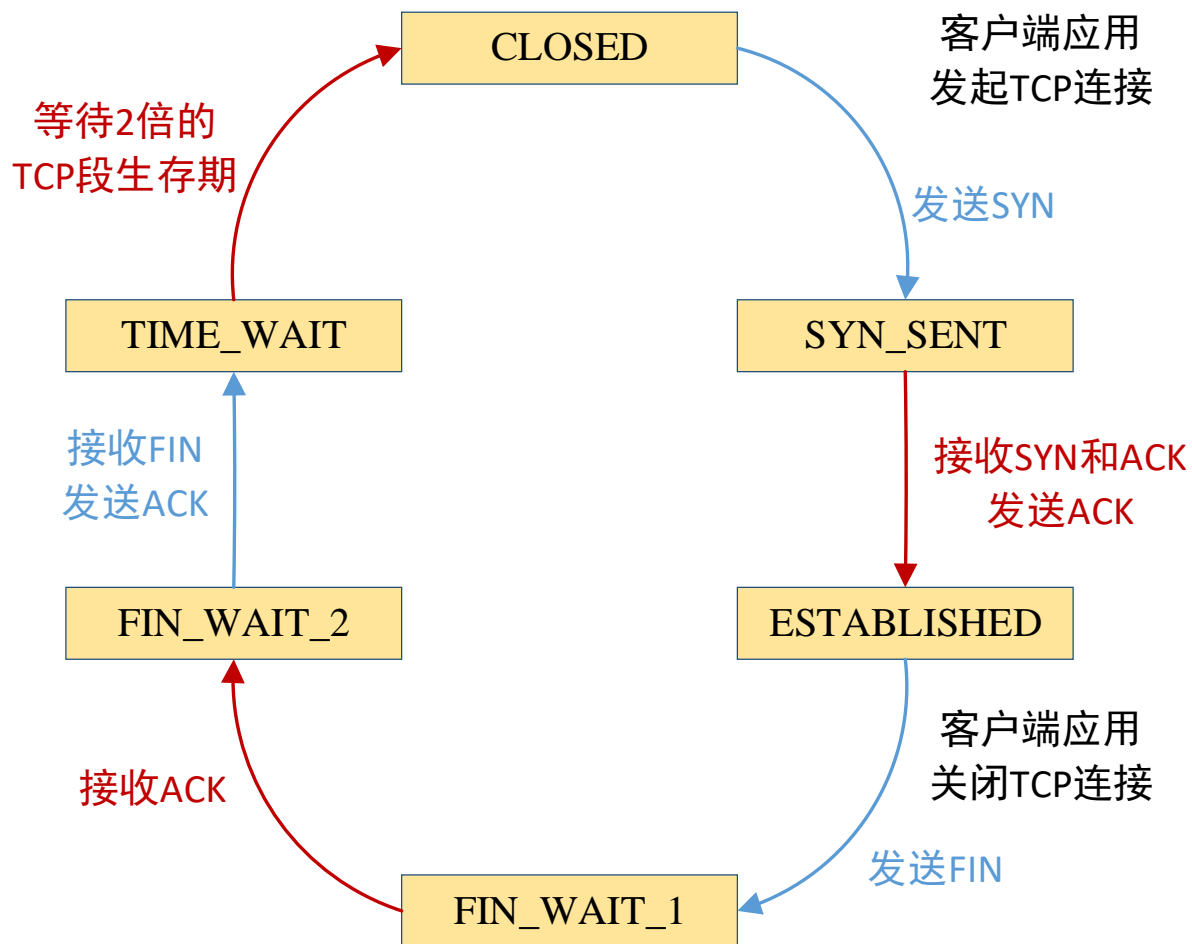 CLOSED
客户端应用
发起TCP连接
等待2倍的
TCP段生存期
发送SYN
TIME_WAIT
SYN_SENT
接收FIN
发送ACK
接收SYN和ACK
发送ACK
FIN_WAIT_2
ESTABLISHED
客户端应用
关闭TCP连接
接收ACK
发送FIN
FIN_WAIT_1